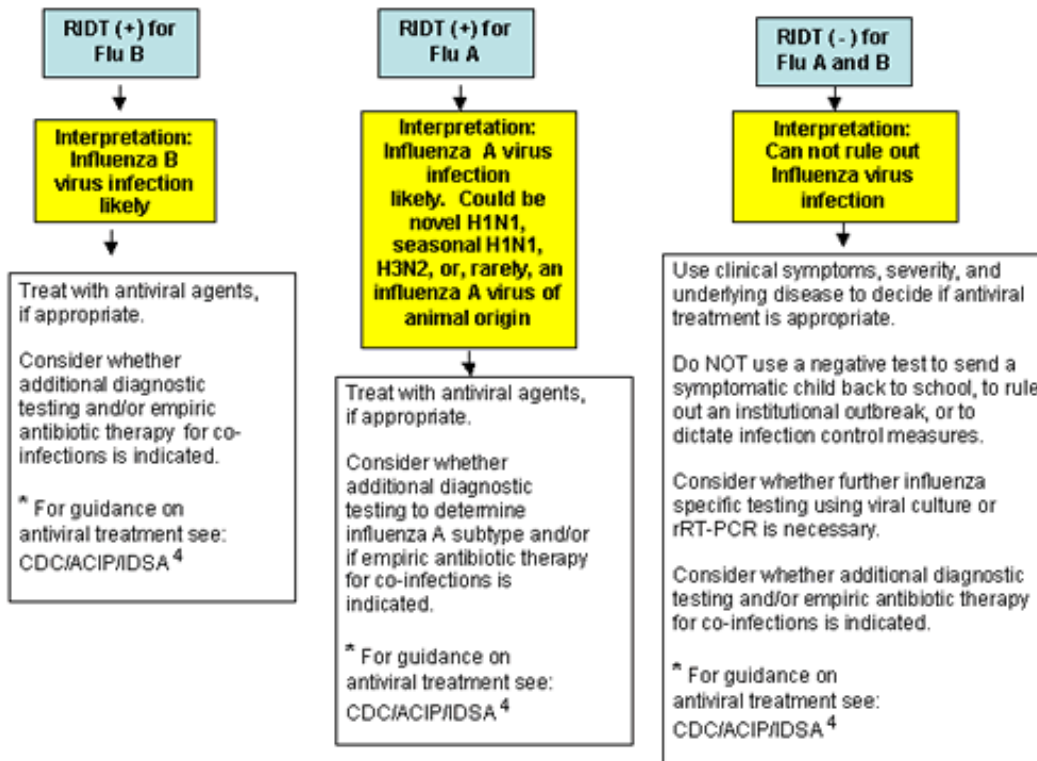 RIDT (+) for
Flu B
Interpretation:
Influenza B
virus infection
likely
Treat with antiviral agents,
if appropriate.
Consider whether
additional diagnostic
testing and/or empiric
antibiotic therapy for co-
infections is indicated.
* For guidance on
antiviral treatment see:
CDC/ACIP/IDSA 4
RIDT (+) for
Flu A
Interpretation:
Influenza A virus
infection
likely. Could be
novel H1N1,
seasonal H1N1,
H3N2, or, rarely, an
influenza A virus of
animal origin
Treat with antiviral agents,
if appropriate.
Consider whether
additional diagnostic
testing to determine
influenza A subtype and/or
if empiric antibiotic therapy
for co-infections is
indicated.
* For guidance on
antiviral treatment see:
CDC/ACIP/IDSA 4
RIDT (-) for
Flu A and B
Interpretation:
Can not rule out
Influenza virus
infection
Use clinical symptoms, severity, and
underlying disease to decide if antiviral
treatment is appropriate.
Do NOT use a negative test to send a
symptomatic child back to school, to rule
out an institutional outbreak, or to
dictate infection control measures.
Consider whether further influenza
specific testing using viral culture or
rRT-PCR is necessary.
Consider whether additional diagnostic
testing and/or empiric antibiotic therapy
for co-infections is indicated.
* For guidance on
antiviral treatment see:
CDC/ACIP/IDSA 4